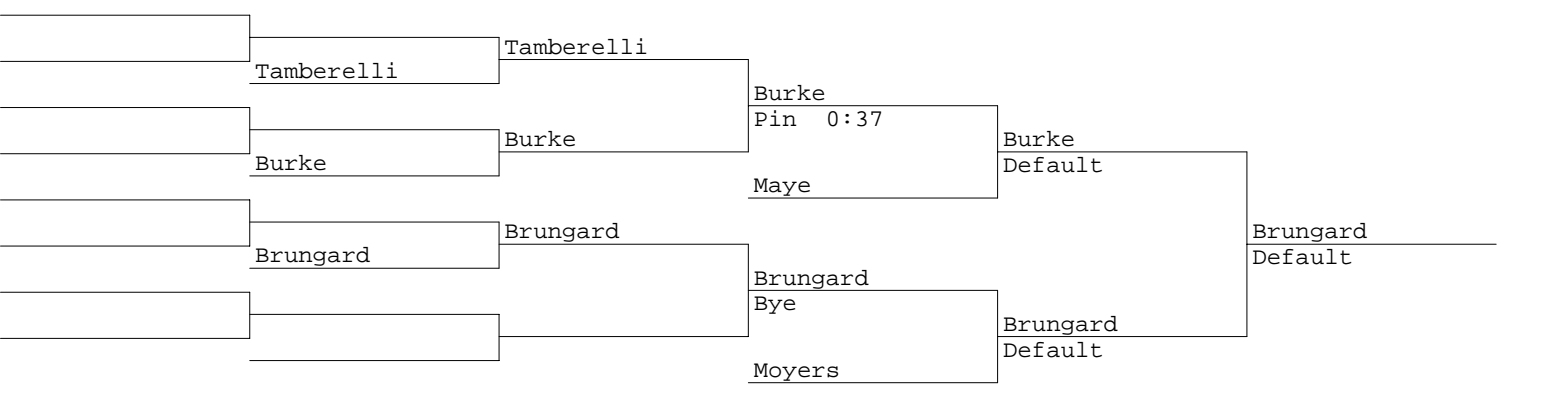 Tamberelli
Tamberelli
Burke
Pin  0:37
Burke
Burke
Burke
Default
Maye
Brungard
Brungard
Brungard
Default
Brungard
Bye
Brungard
Default
Moyers